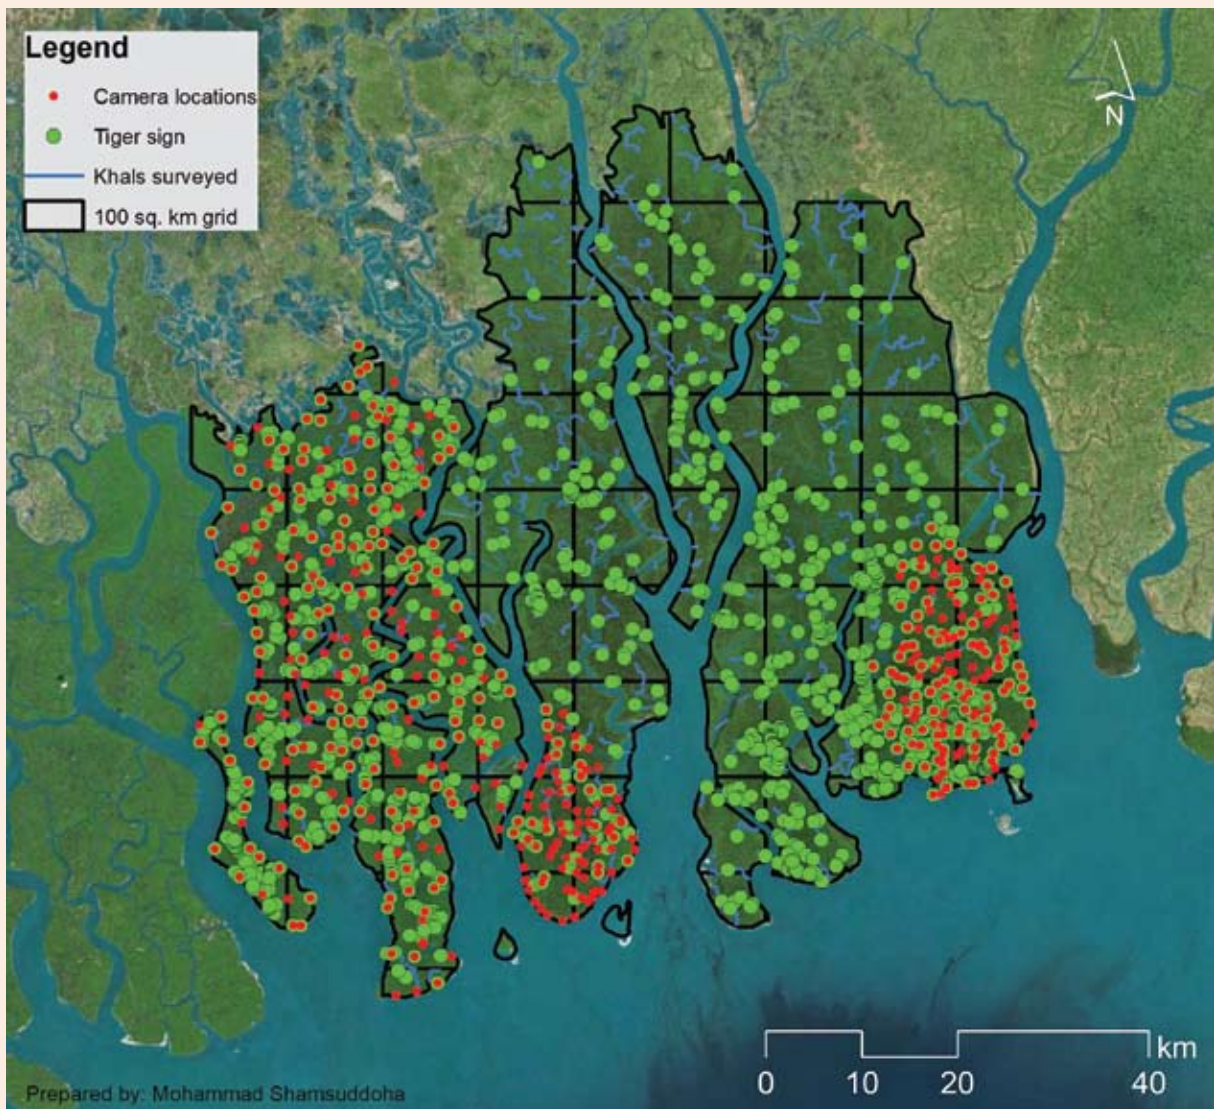 Legend
Camera locations
Tiger sign
Khals surveyed
100 sq. km grid
N
km
0 10 20 40
Prepared by: Mohammad Shamsuddoha